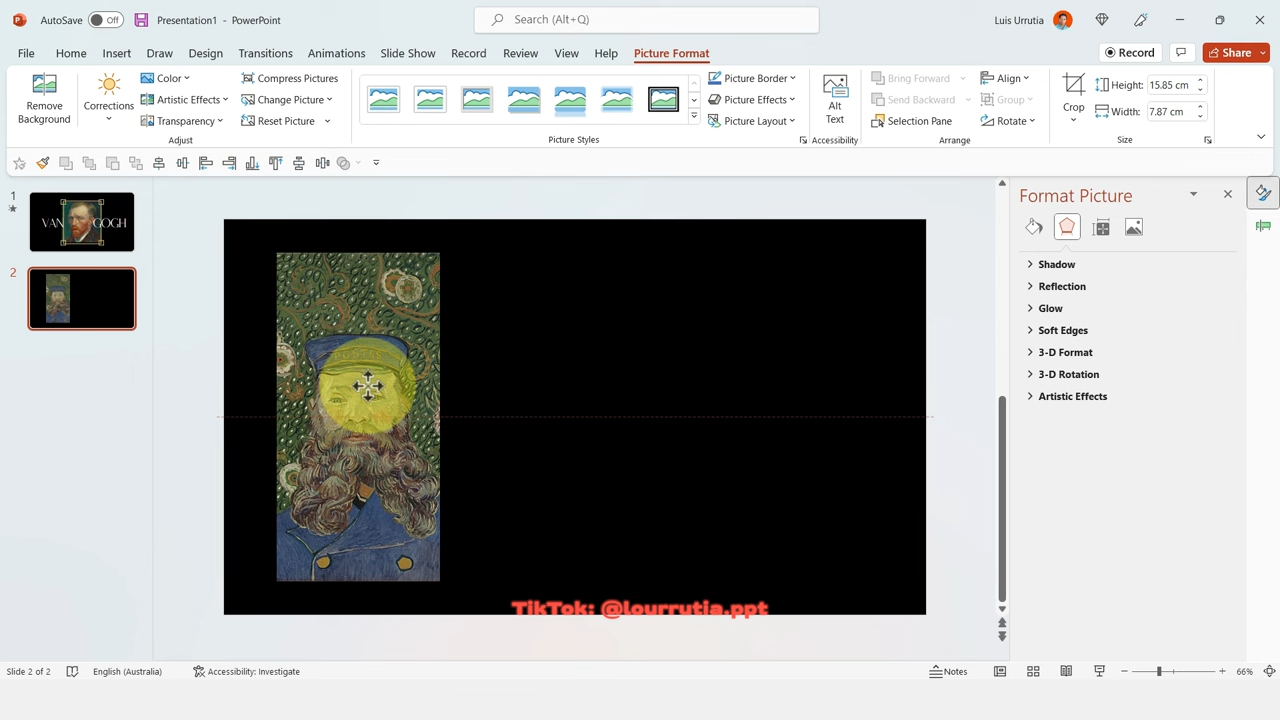 AutoSave Off Presentation1 - PowerPoint Search (Alt+Q) Luis Urrutia
File Home Insert Draw Design Transitions Animations Slide Show Record Review View Help Picture Format Record Share
Remove Background
Corrections
Color
Artistic Effects
Transparency
Compress Pictures
Change Picture
Reset Picture
Adjust
Picture Styles
Picture Border
Picture Effects
Picture Layout
Alt Text
Accessibility
Bring Forward
Send Backward
Selection Pane
Align
Group
Rotate
Arrange
Crop
Height: 15.85 cm
Width: 7.87 cm
Size
1
VAN GOGH
2
POSTES
TikTok: @lourrutia.ppt
Format Picture
Shadow
Reflection
Glow
Soft Edges
3-D Format
3-D Rotation
Artistic Effects
Slide 2 of 2 English (Australia) Accessibility: Investigate Notes 66%